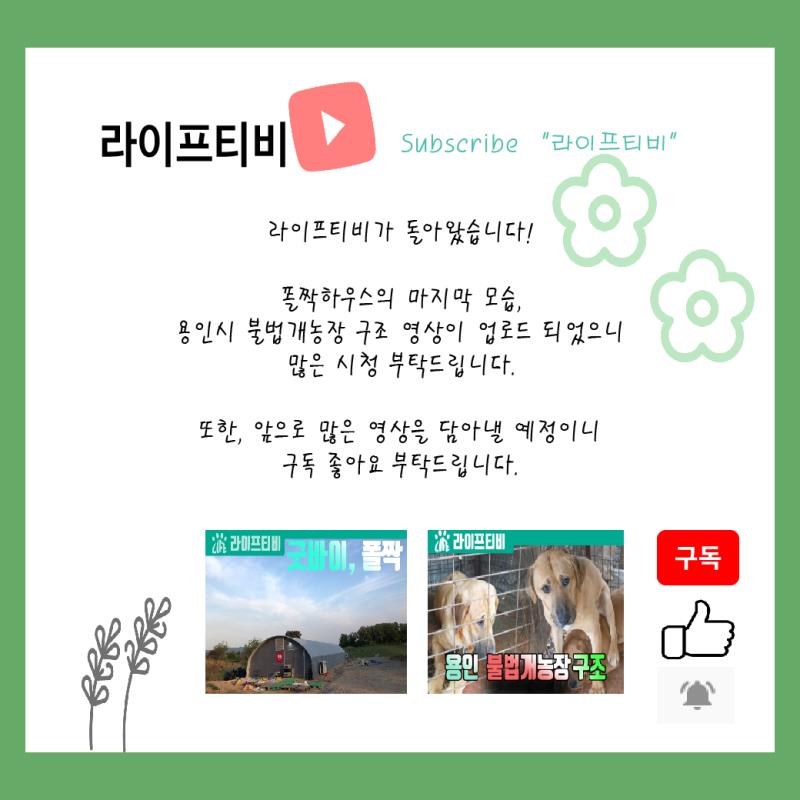 라이프티비
Subscribe "라이프티비"
라이프티비가 돌아왔습니다!
폴짝하우스의 마지막 모습,
용인시 불법개농장 구조 영상이 업로드 되었으니
많은 시청 부탁드립니다.
또한, 앞으로 많은 영상을 담아낼 예정이니
구독 좋아요 부탁드립니다.
LIFE 라이프티비
굿바이, 폴짝
LIFE 라이프티비
용인 불법개농장 구조
구독